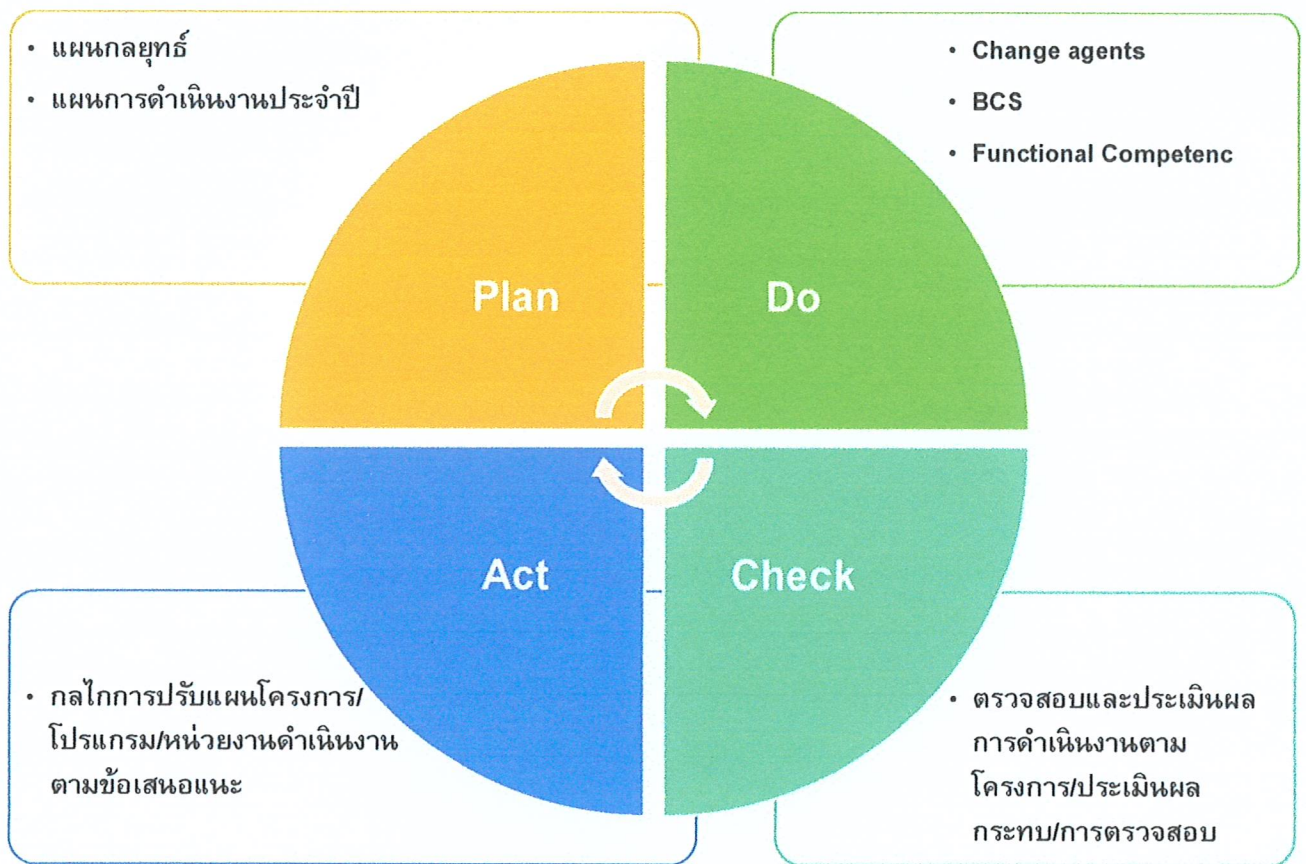 • แผนกลยุทธ์
• แผนการดำเนินงานประจำปี
• Change agents
• BCS
• Functional Competenc
Plan
Do
Act
Check
• กลไกการปรับแผนโครงการ/
โปรแกรม/หน่วยงานดำเนินงาน
ตามข้อเสนอแนะ
• ตรวจสอบและประเมินผล
การดำเนินงานตาม
โครงการ/ประเมินผล
กระทบ/การตรวจสอบ